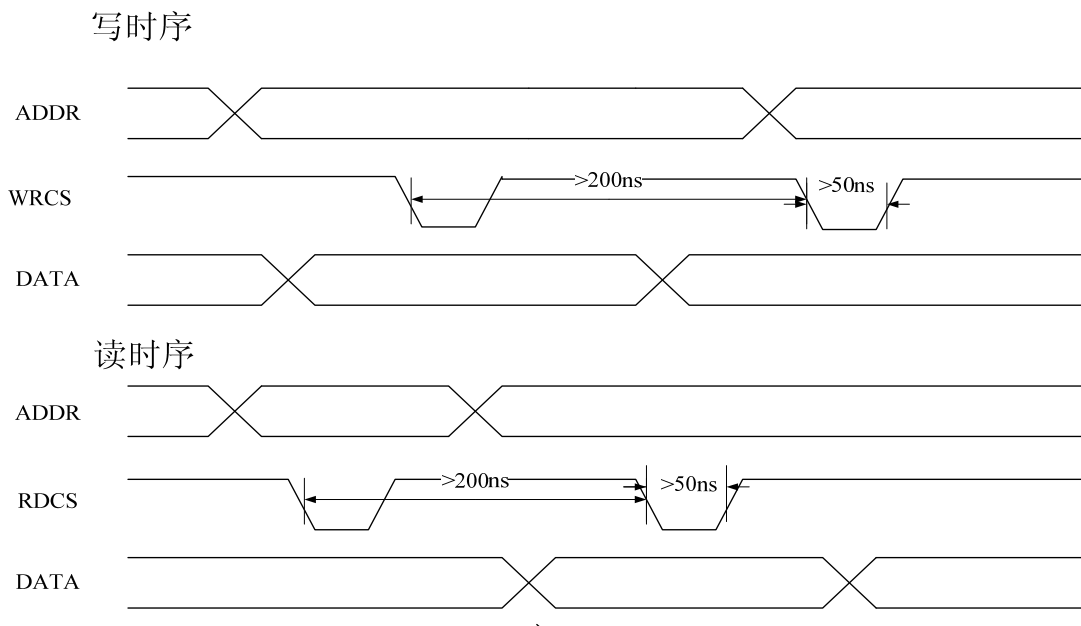 写时序
ADDR
WRCS
>200ns
>50ns
DATA
读时序
ADDR
RDCS
>200ns
>50ns
DATA